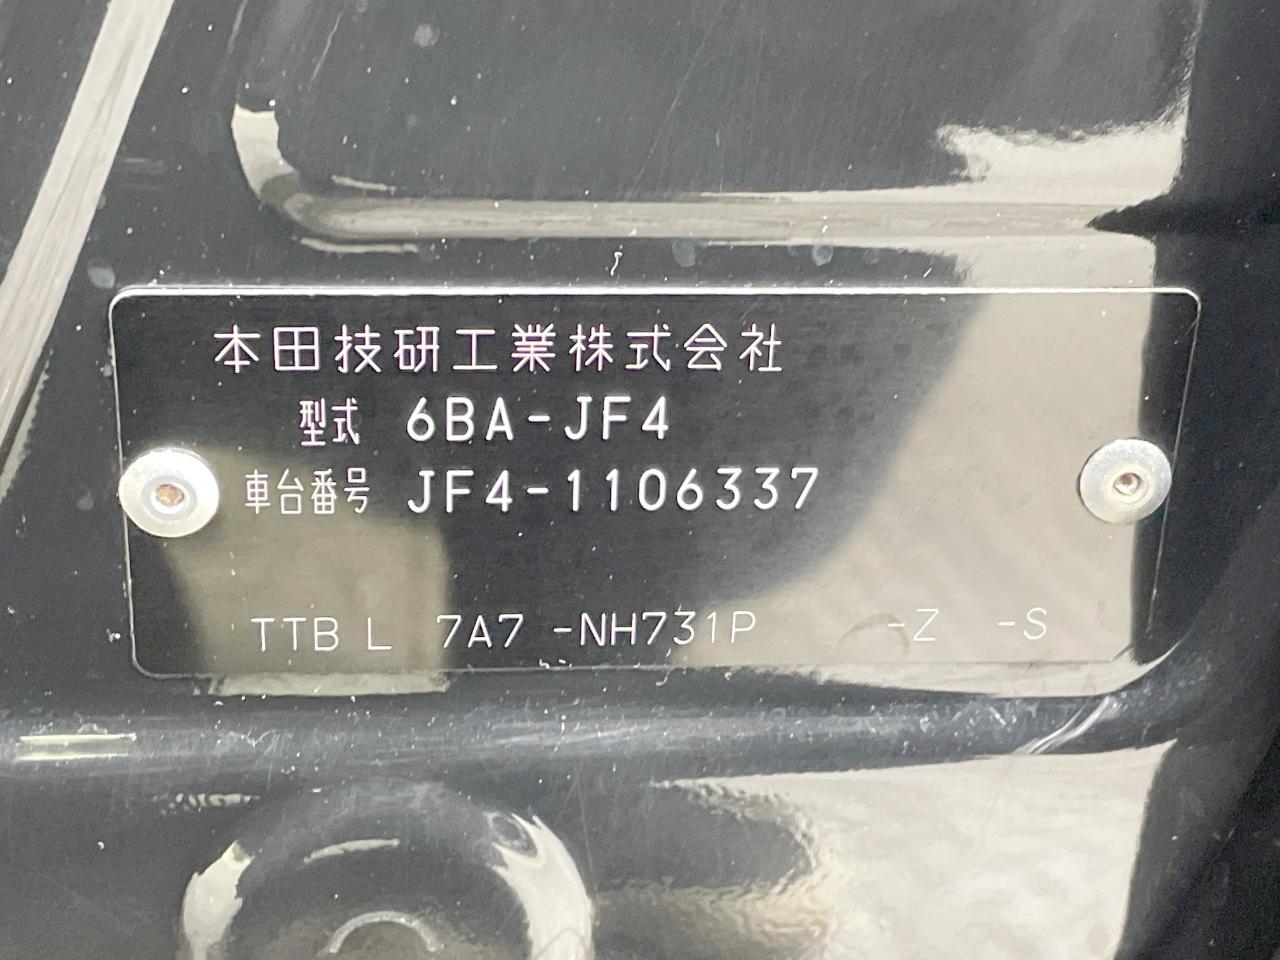 本田技研工業株式会社
型式 6BA-JF4
車台番号 JF4-1106337
TTB L 7A7 -NH731P -Z -S